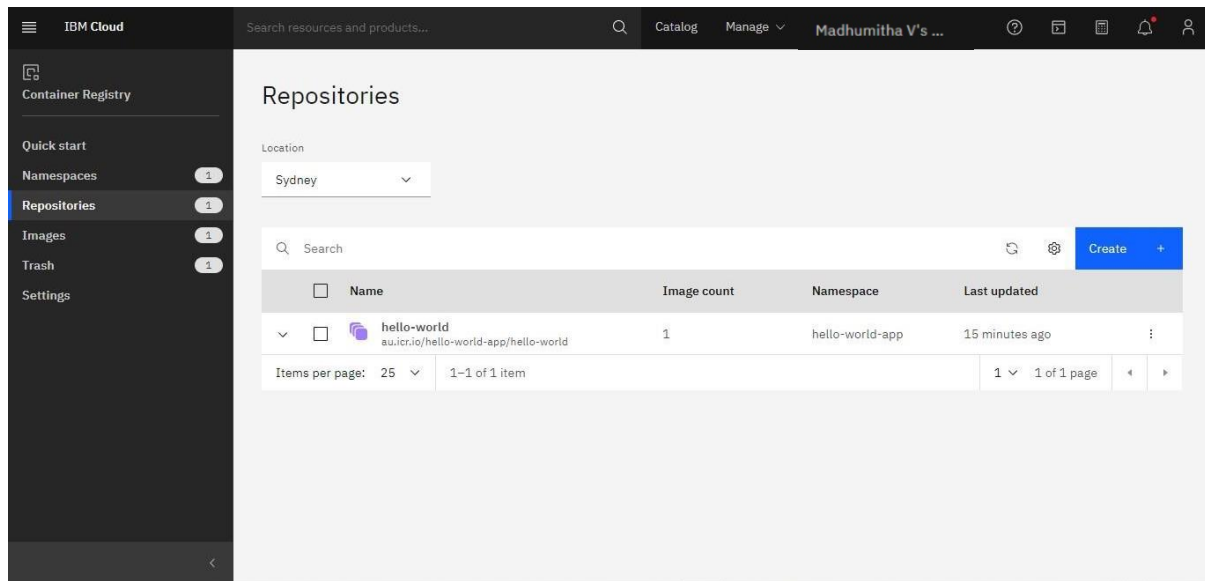 IBM Cloud
Search resources and products...
Catalog
Manage
Madhumitha V's ...
Container Registry
Quick start
Namespaces 1
Repositories 1
Images 1
Trash 1
Settings
Repositories
Location
Sydney
Search
Create +
Name Image count Namespace Last updated
hello-world
au.icr.io/hello-world-app/hello-world
1 hello-world-app 15 minutes ago
Items per page: 25 1–1 of 1 item 1 1 of 1 page